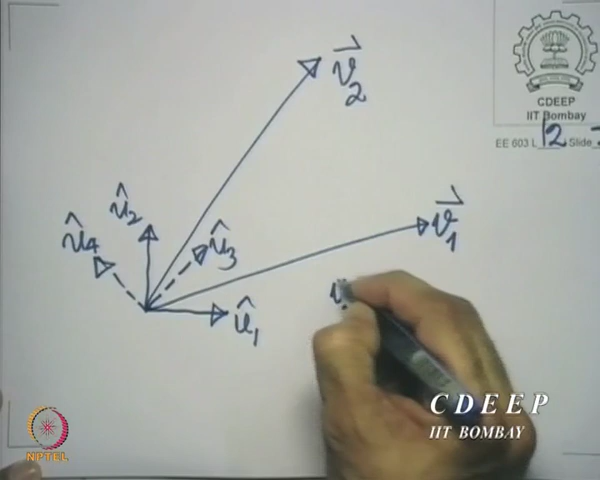 CDEEP
IIT Bombay
EE 603 L 12 Slide
v⃗2
û2
û4
û3
v⃗1
û1
CDEEP
IIT BOMBAY
NPTEL